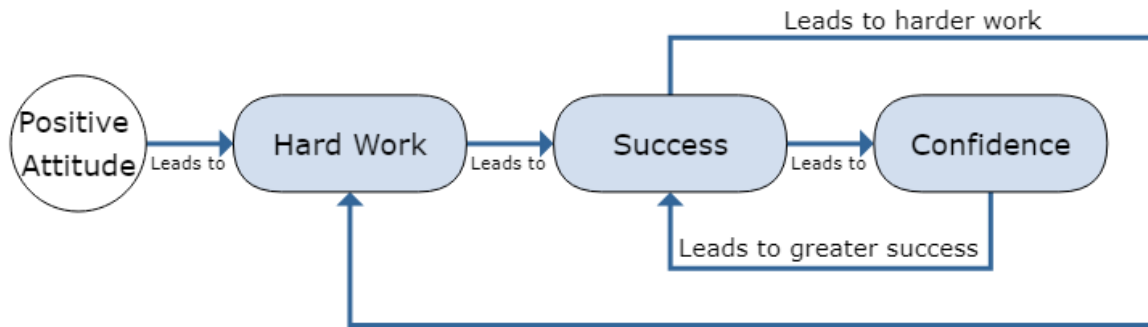 Leads to harder work
Positive
Attitude
Leads to
Hard Work
Leads to
Success
Leads to
Confidence
Leads to greater success